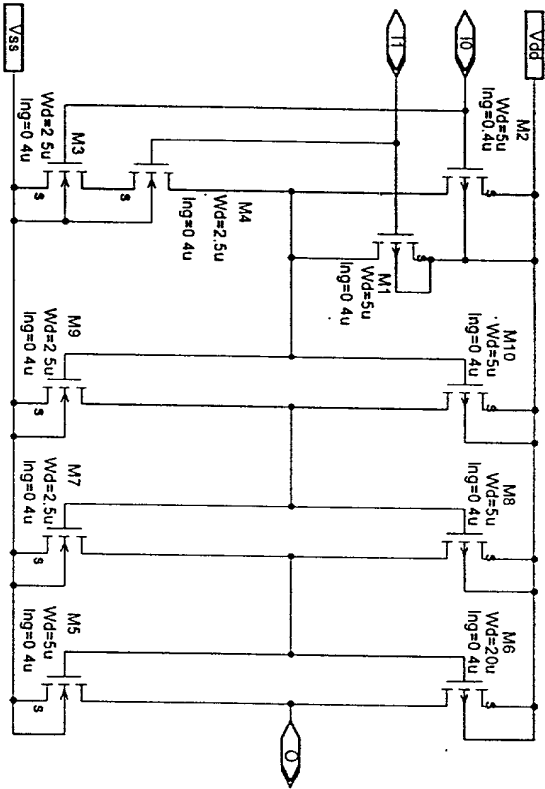 Vdd
M2
Wd=5u
lng=0.4u
s
M10
Wd=5u
lng=0 4u
s
M8
Wd=5u
lng=0 4u
s
M6
Wd=20u
lng=0 4u
s
I0
I1
M1
Wd=5u
lng=0 4u
s
O
M4
Wd=2.5u
lng=0 4u
s
M3
Wd=2 5u
lng=0 4u
s
M9
Wd=2 5u
lng=0 4u
s
M7
Wd=2.5u
lng=0 4u
s
M5
Wd=5u
lng=0 4u
s
Vss